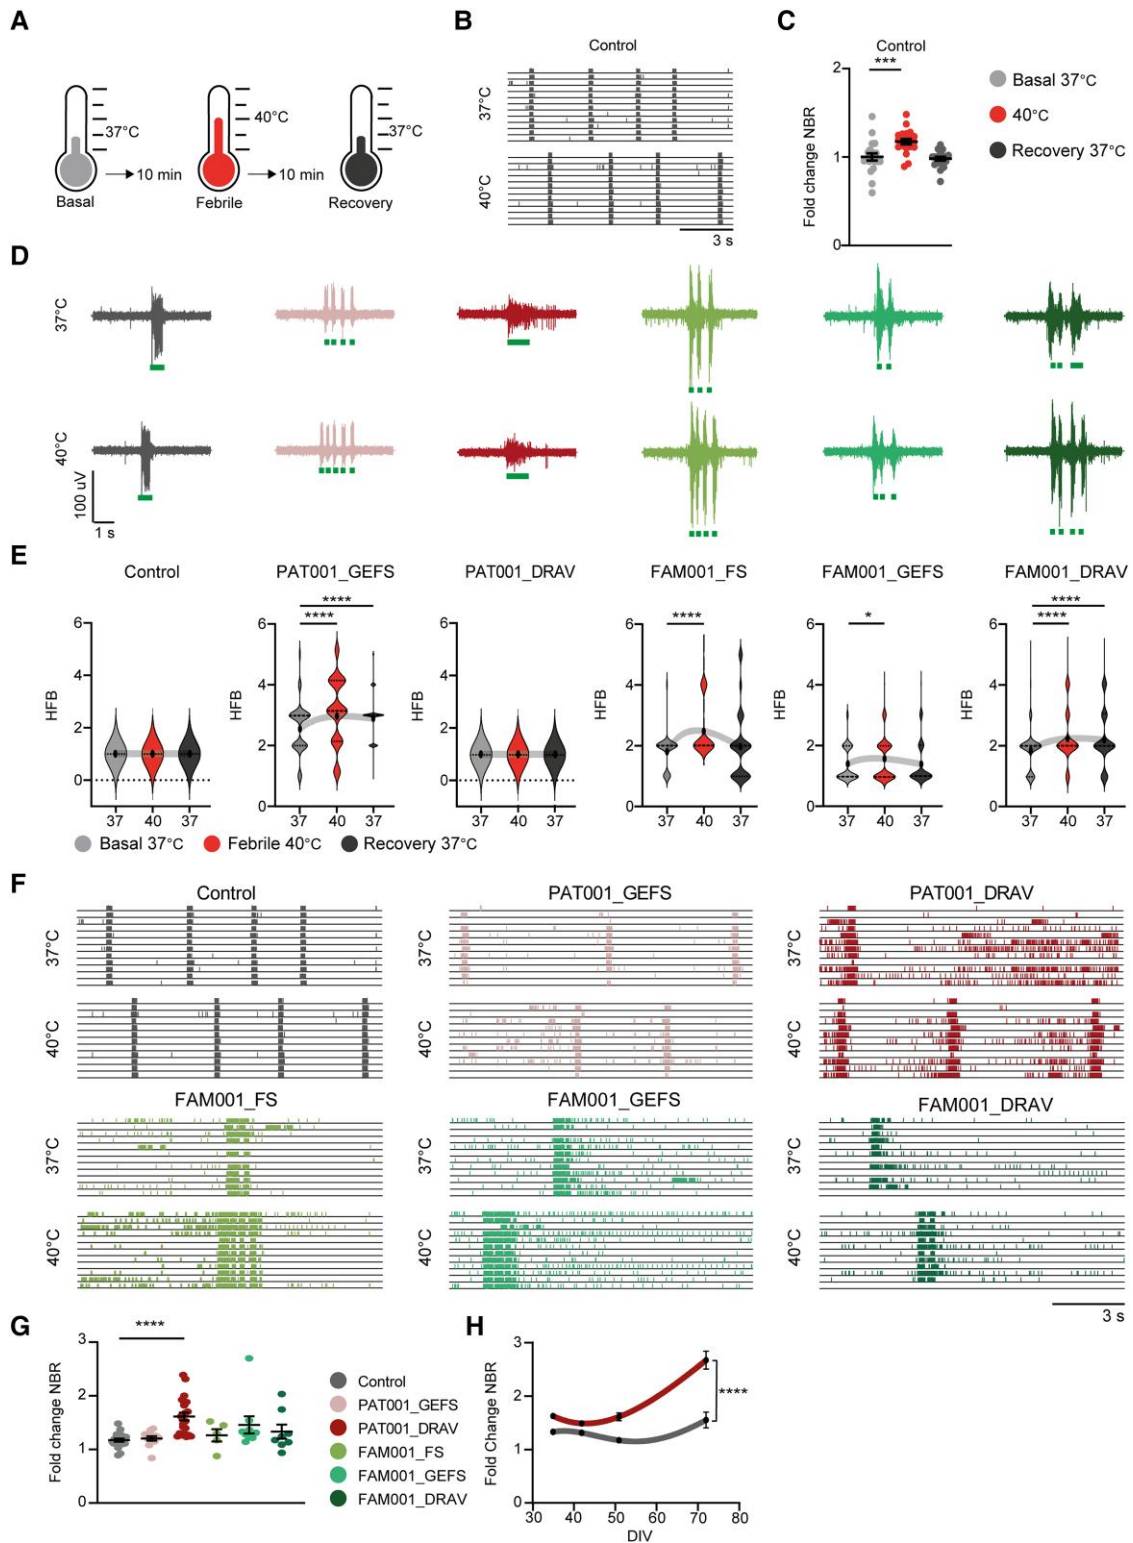 A
37°C
40°C
37°C
10 min
10 min
Basal
Febrile
Recovery
B
Control
37°C
40°C
3 s
C
Control
***
2
1
0
Fold change NBR
Basal 37°C
40°C
Recovery 37°C
D
37°C
40°C
100 uV
1 s
E
Control
PAT001_GEFS
PAT001_DRAV
FAM001_FS
FAM001_GEFS
FAM001_DRAV
****
****
****
*
****
****
HFB
6
4
2
0
37 40 37
HFB
6
4
2
0
37 40 37
HFB
6
4
2
0
37 40 37
HFB
6
4
2
0
37 40 37
HFB
6
4
2
0
37 40 37
HFB
6
4
2
0
37 40 37
Basal 37°C
Febrile 40°C
Recovery 37°C
F
Control
PAT001_GEFS
PAT001_DRAV
37°C
37°C
37°C
40°C
40°C
40°C
FAM001_FS
FAM001_GEFS
FAM001_DRAV
37°C
37°C
37°C
40°C
40°C
40°C
3 s
G
****
3
2
1
0
Fold change NBR
Control
PAT001_GEFS
PAT001_DRAV
FAM001_FS
FAM001_GEFS
FAM001_DRAV
H
3
2
1
0
Fold Change NBR
****
30 40 50 60 70 80
DIV